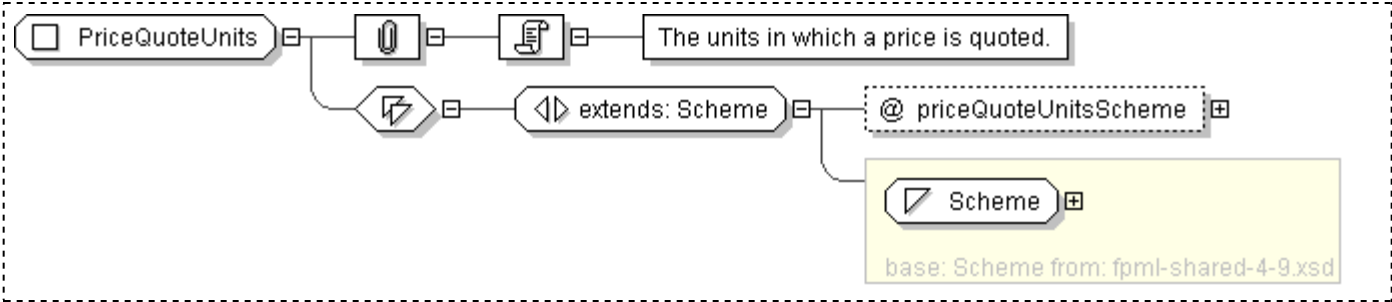 PriceQuoteUnits
The units in which a price is quoted.
extends: Scheme
@ priceQuoteUnitsScheme
Scheme
base: Scheme from: fpml-shared-4-9.xsd